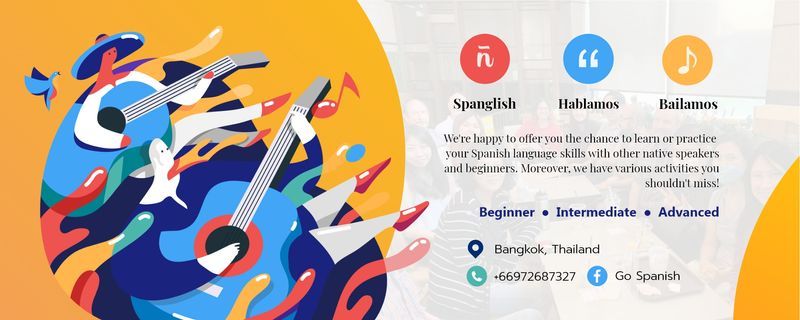 ñ
“
Spanglish
Hablamos
Bailamos
We're happy to offer you the chance to learn or practice
your Spanish language skills with other native speakers
and beginners. Moreover, we have various activities you
shouldn't miss!
Beginner ● Intermediate ● Advanced
Bangkok, Thailand
+66972687327
Go Spanish